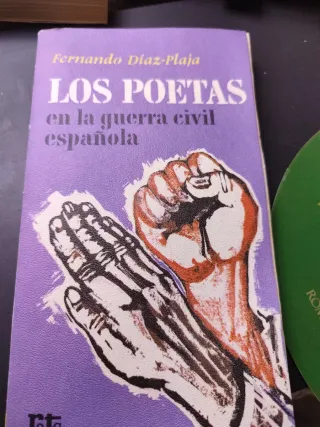 Fernando Díaz-Plaja
LOS POETAS
en la guerra civil
española